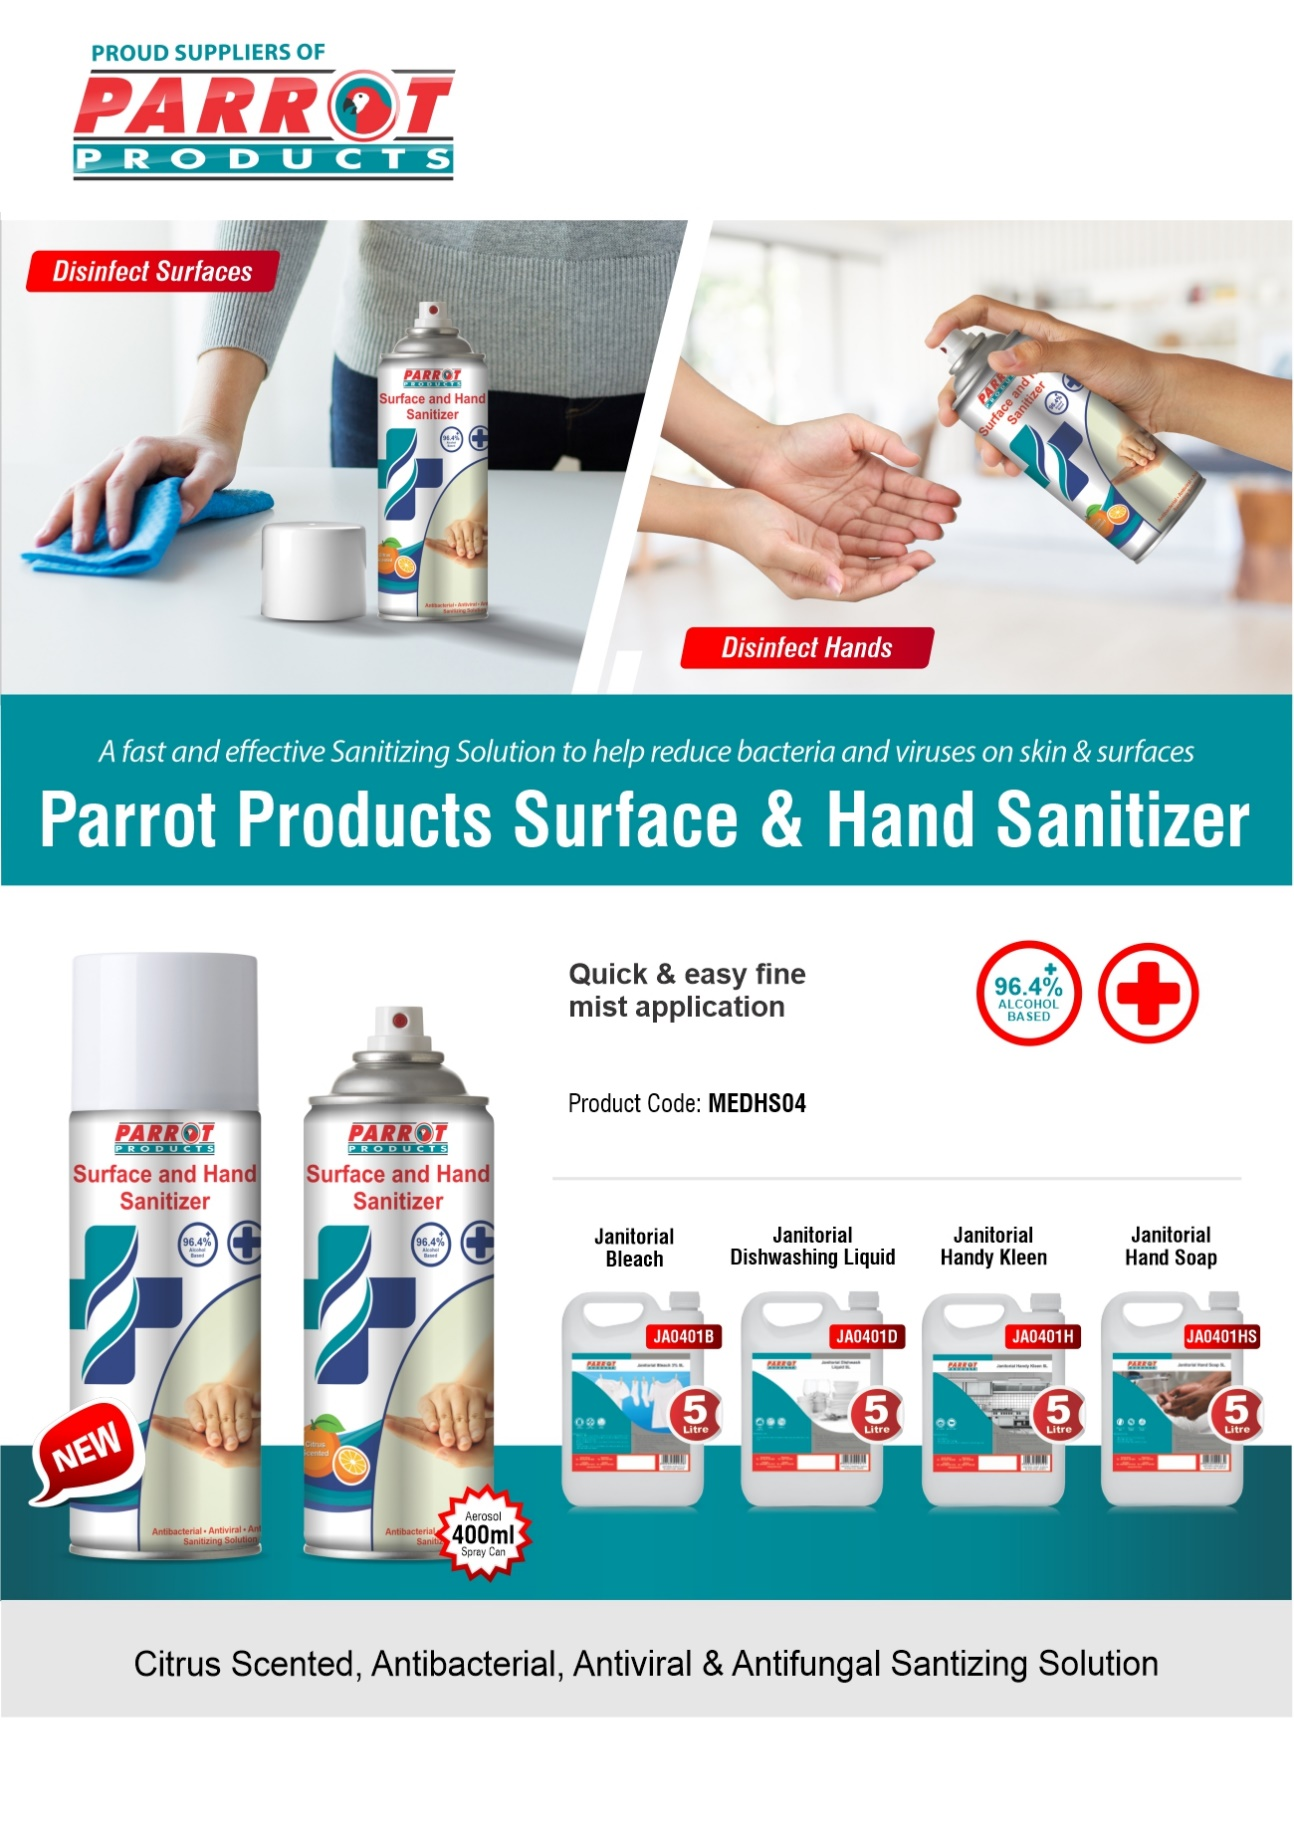 PROUD SUPPLIERS OF
PARROT
PRODUCTS
Disinfect Surfaces
PARROT
PRODUCTS
Surface and Hand
Sanitizer
96.4%
Disinfect Hands
A fast and effective Sanitizing Solution to help reduce bacteria and viruses on skin & surfaces
Parrot Products Surface & Hand Sanitizer
Quick & easy fine
mist application
96.4%
ALCOHOL
BASED
Product Code: MEDHS04
PARROT
PRODUCTS
Surface and Hand
Sanitizer
96.4%
Alcohol
Based
Antibacterial • Antiviral •
Sanitizing Solution
NEW
PARROT
PRODUCTS
Surface and Hand
Sanitizer
96.4%
Alcohol
Based
Citrus
Scented
Antibacterial
Aerosol
400ml
Spray Can
Janitorial
Bleach
JA0401B
5
Litre
Janitorial
Dishwashing Liquid
JA0401D
5
Litre
Janitorial
Handy Kleen
JA0401H
5
Litre
Janitorial
Hand Soap
JA0401HS
5
Litre
Citrus Scented, Antibacterial, Antiviral & Antifungal Santizing Solution